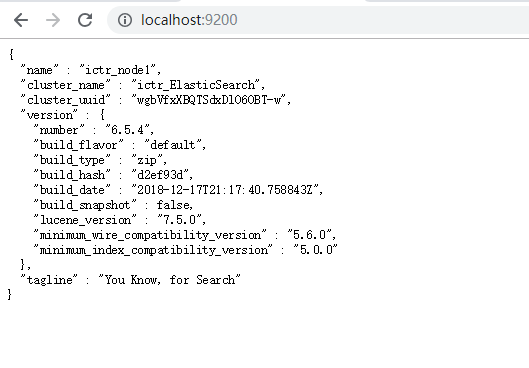 localhost:9200
{
  "name" : "ictr_node1",
  "cluster_name" : "ictr_ElasticSearch",
  "cluster_uuid" : "wgbVfxXBQTSdxDlO6OBT-w",
  "version" : {
    "number" : "6.5.4",
    "build_flavor" : "default",
    "build_type" : "zip",
    "build_hash" : "d2ef93d",
    "build_date" : "2018-12-17T21:17:40.758843Z",
    "build_snapshot" : false,
    "lucene_version" : "7.5.0",
    "minimum_wire_compatibility_version" : "5.6.0",
    "minimum_index_compatibility_version" : "5.0.0"
  },
  "tagline" : "You Know, for Search"
}